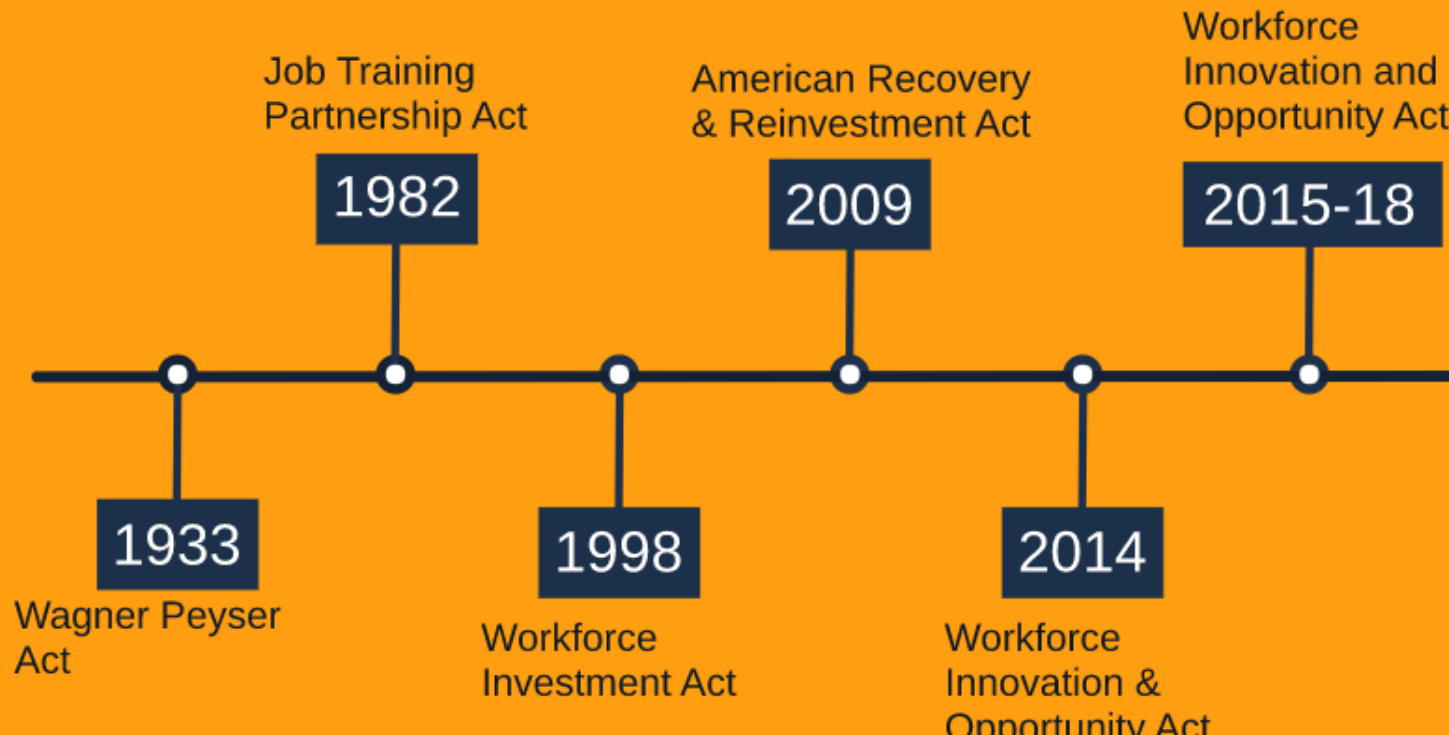 Job Training
Partnership Act
1982
American Recovery
& Reinvestment Act
2009
Workforce
Innovation and
Opportunity Act
2015-18
1933
Wagner Peyser
Act
1998
Workforce
Investment Act
2014
Workforce
Innovation &
Opportunity Act